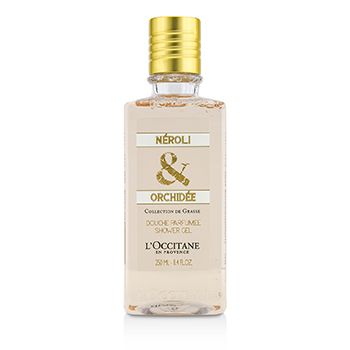 NÉROLI
&
ORCHIDÉE
COLLECTION DE GRASSE
DOUCHE PARFUMÉE
SHOWER GEL
L'OCCITANE
EN PROVENCE
250 ML - 8.4 FL.OZ.